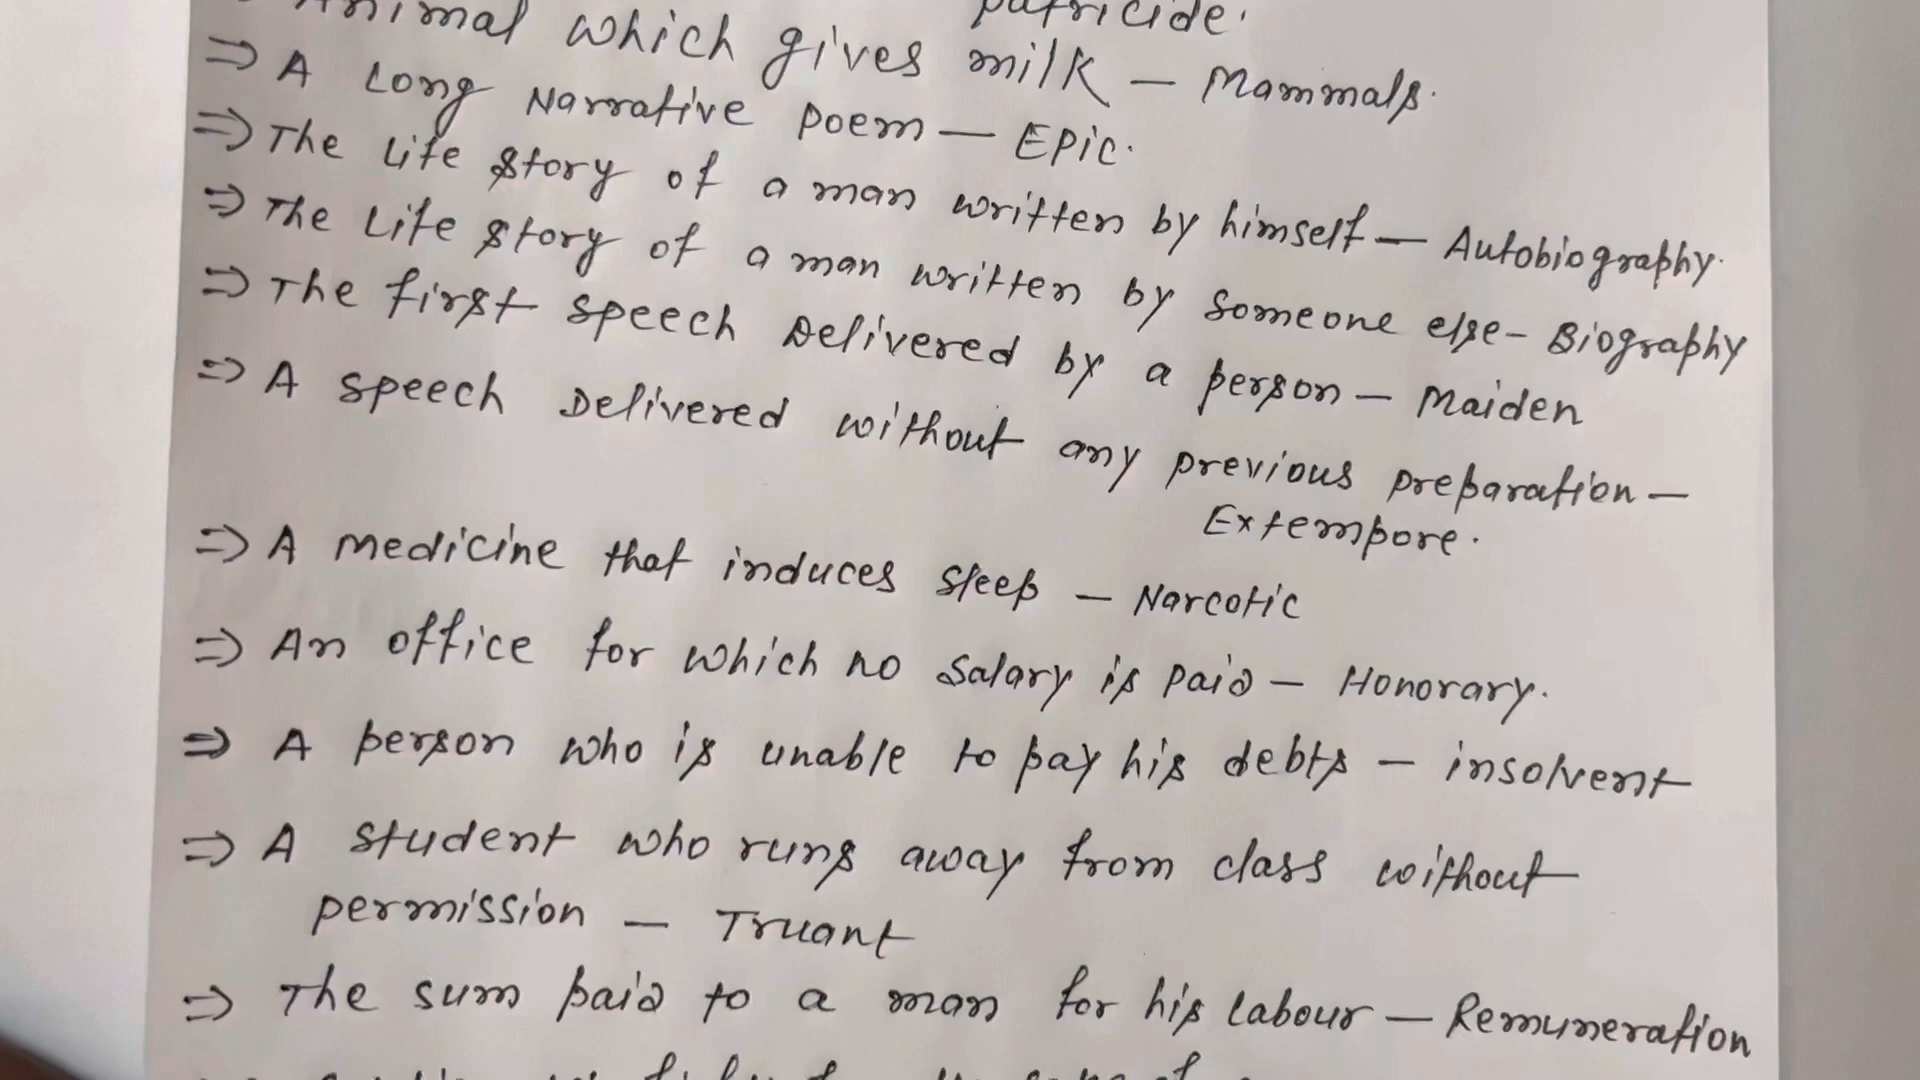 patricide.
Animal which gives milk – Mammals.
⇒ A Long Narrative poem – Epic.
⇒ The Life story of a man written by himself – Autobiography.
⇒ The Life story of a man written by someone else – Biography
⇒ The first speech Delivered by a person – Maiden
⇒ A speech Delivered without any previous preparation –
Extempore.
⇒ A medicine that induces sleep – Narcotic
⇒ An office for which no salary is paid – Honorary.
⇒ A person who is unable to pay his debts – insolvent
⇒ A student who runs away from class without
permission – Truant
⇒ The sum paid to a man for his labour – Remuneration